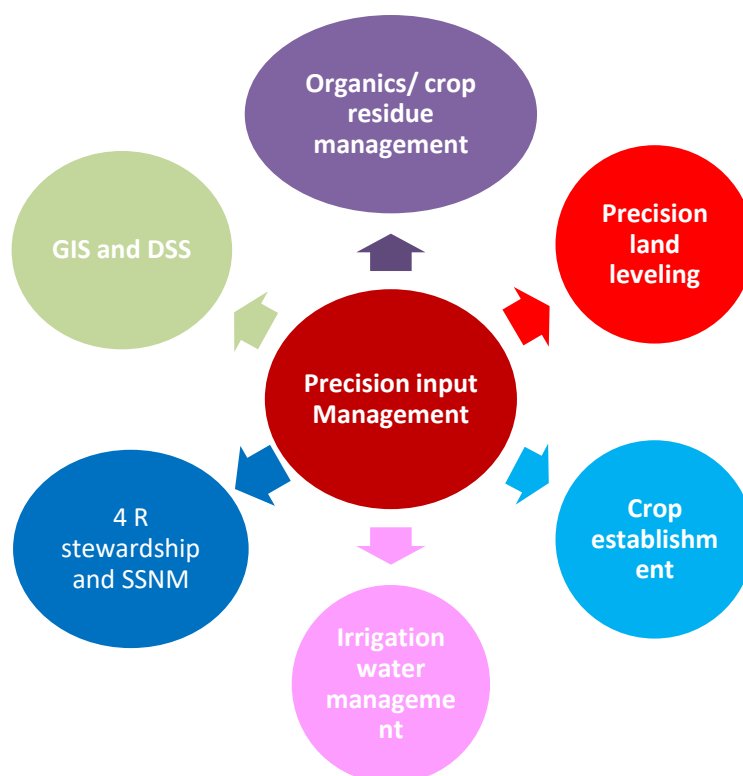 Organics/ crop
residue
management
Precision
land
leveling
GIS and DSS
Precision input
Management
4 R
stewardship
and SSNM
Crop
establishm
ent
Irrigation
water
manageme
nt